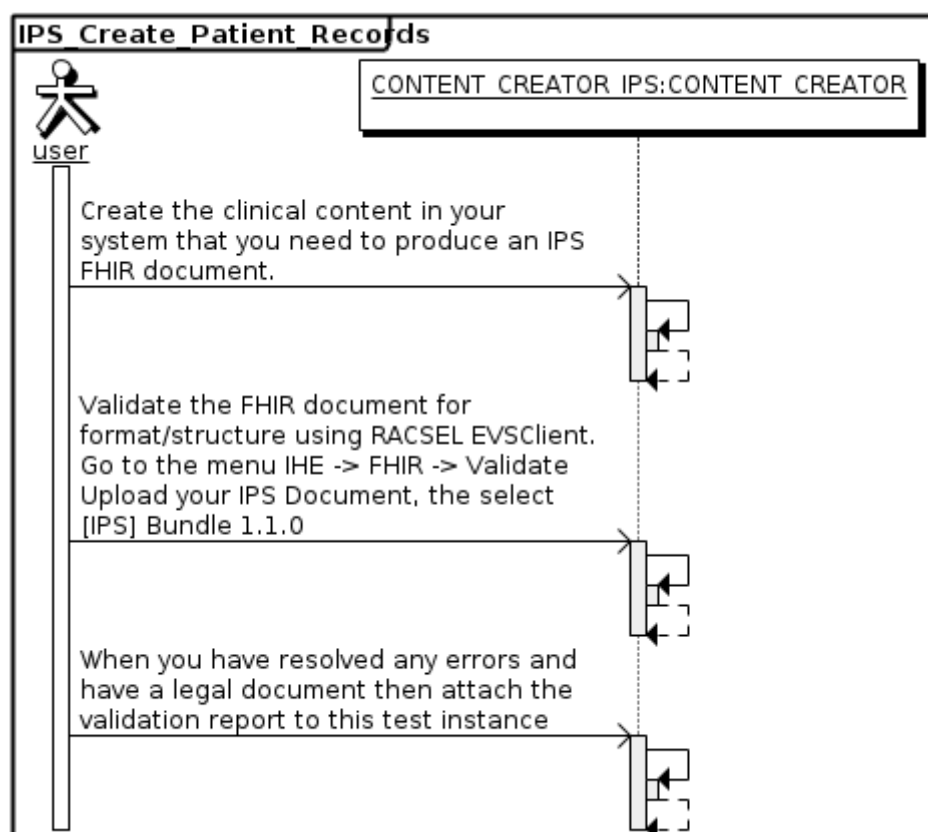 IPS_Create_Patient_Records
CONTENT_CREATOR_IPS:CONTENT_CREATOR
user
Create the clinical content in your
system that you need to produce an IPS
FHIR document.
Validate the FHIR document for
format/structure using RACSEL EVSClient.
Go to the menu IHE -> FHIR -> Validate
Upload your IPS Document, the select
[IPS] Bundle 1.1.0
When you have resolved any errors and
have a legal document then attach the
validation report to this test instance